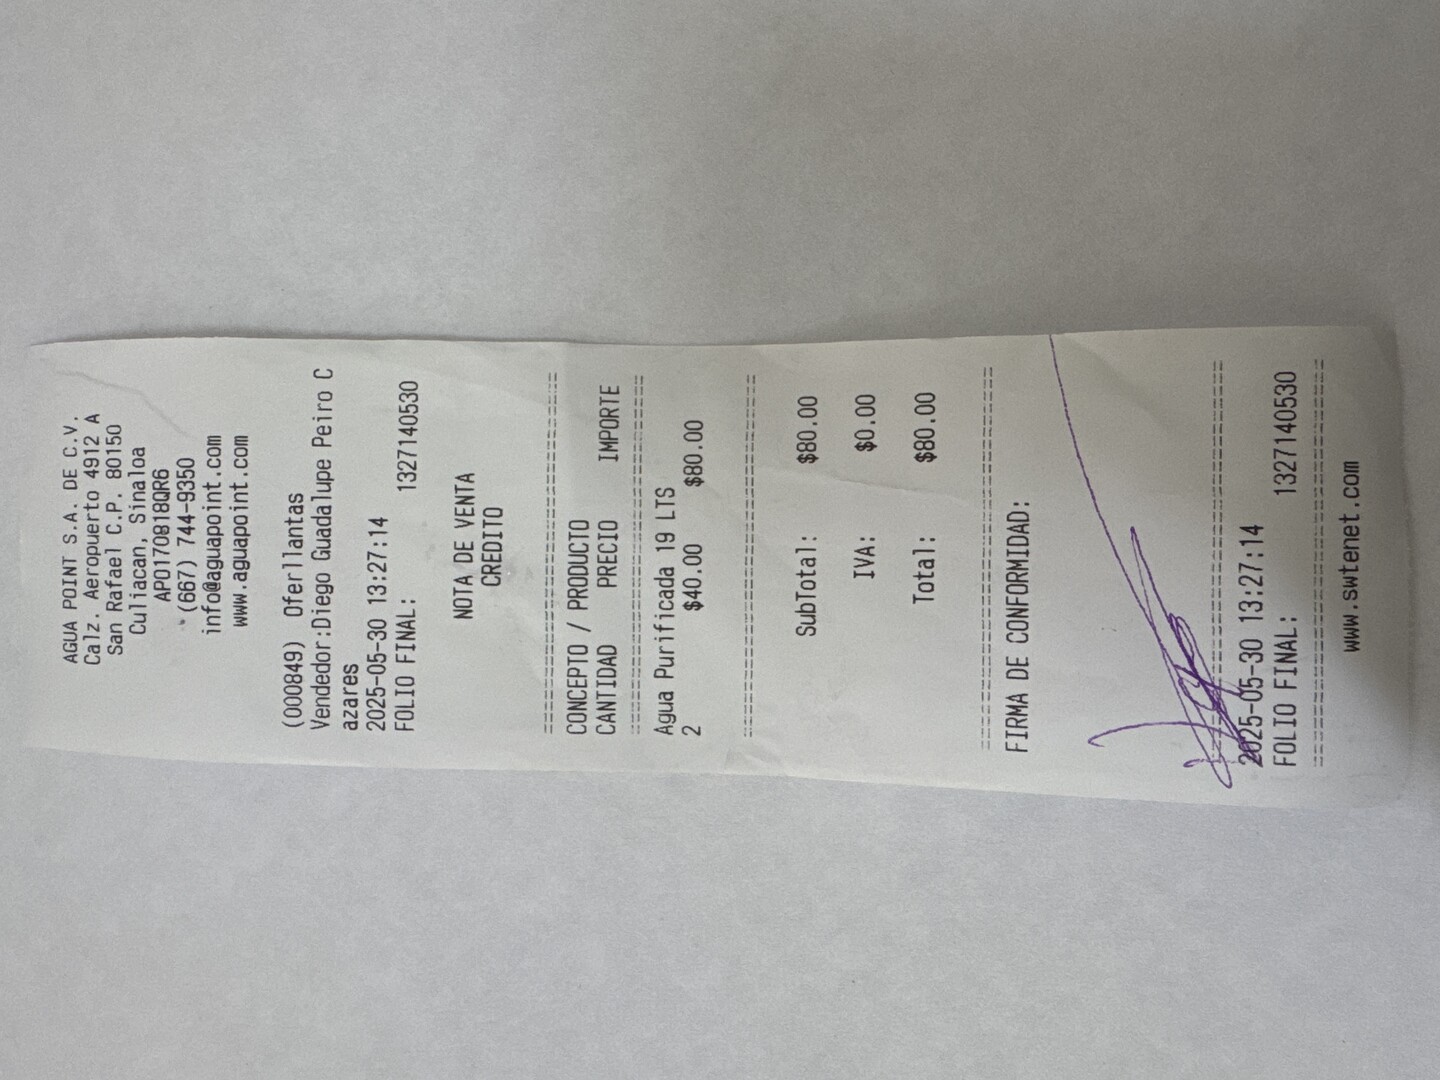 AGUA POINT S.A. DE C.V.
Calz. Aeropuerto 4912 A
San Rafael C.P. 80150
Culiacan, Sinaloa
APO170818QR6
(667) 744-9350
info@aguapoint.com
www.aguapoint.com
(000849) Oferllantas
Vendedor:Diego Guadalupe Peiro C
azares
2025-05-30 13:27:14
FOLIO FINAL: 1327140530
NOTA DE VENTA
CREDITO
================================
CONCEPTO / PRODUCTO
CANTIDAD PRECIO IMPORTE
================================
Agua Purificada 19 LTS
2 $40.00 $80.00
================================
SubTotal: $80.00
IVA: $0.00
Total: $80.00
================================
FIRMA DE CONFORMIDAD:
================================
2025-05-30 13:27:14
FOLIO FINAL: 1327140530
================================
www.swtenet.com